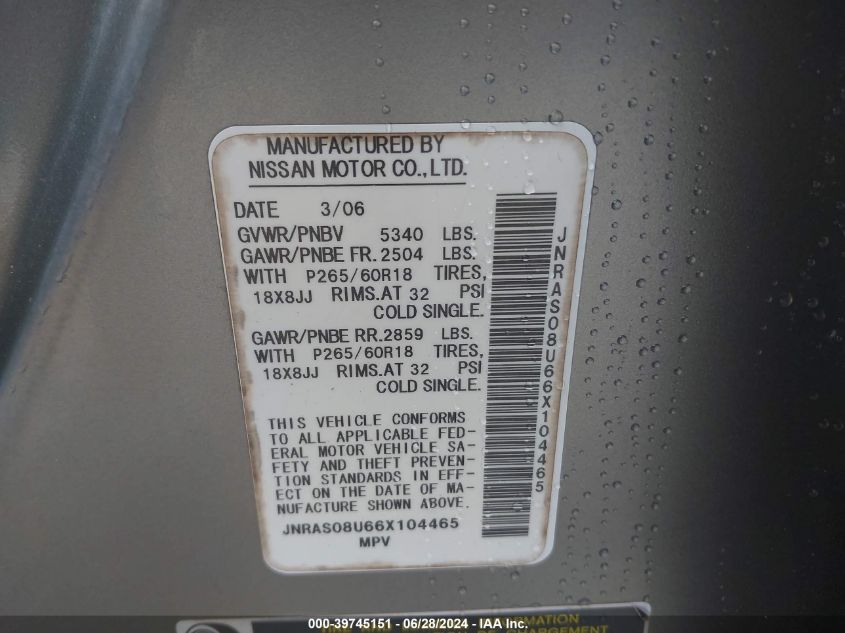 MANUFACTURED BY
NISSAN MOTOR CO., LTD.
DATE 3/06
GVWR/PNBV 5340 LBS.
GAWR/PNBE FR. 2504 LBS.
WITH P265/60R18 TIRES,
18X8JJ RIMS.AT 32 PSI
COLD SINGLE.
GAWR/PNBE RR. 2859 LBS.
WITH P265/60R18 TIRES,
18X8JJ RIMS.AT 32 PSI
COLD SINGLE.
THIS VEHICLE CONFORMS
TO ALL APPLICABLE FED-
ERAL MOTOR VEHICLE SA-
FETY AND THEFT PREVEN-
TION STANDARDS IN EFF-
ECT ON THE DATE OF MA-
NUFACTURE SHOWN ABOVE.
JNRAS08U66X104465
MPV
JNRAS08U66X104465
000-39745151 - 06/28/2024 - IAA Inc.